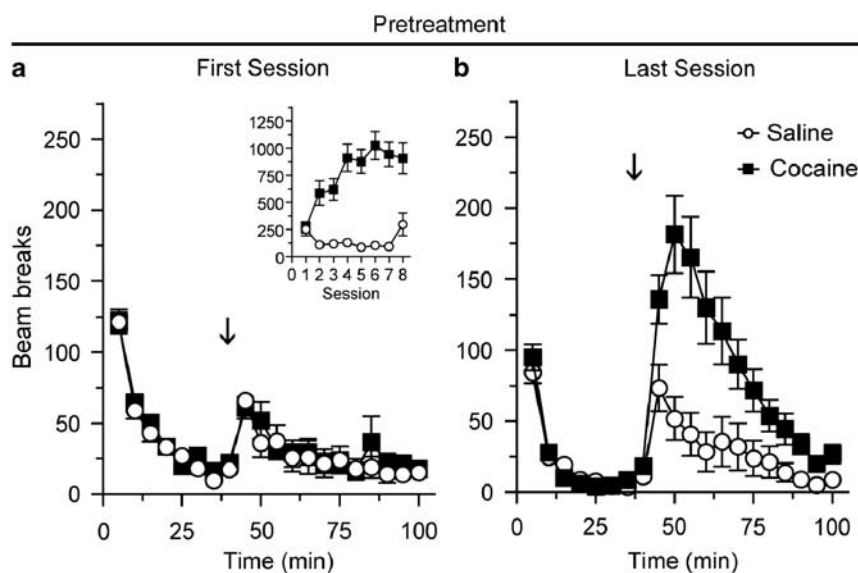 Pretreatment
a First Session
b Last Session
250
200
150
100
50
0
Beam breaks
0 25 50 75 100
Time (min)
1250
1000
750
500
250
0
0 1 2 3 4 5 6 7 8
Session
250
200
150
100
50
0
0 25 50 75 100
Time (min)
Saline
Cocaine